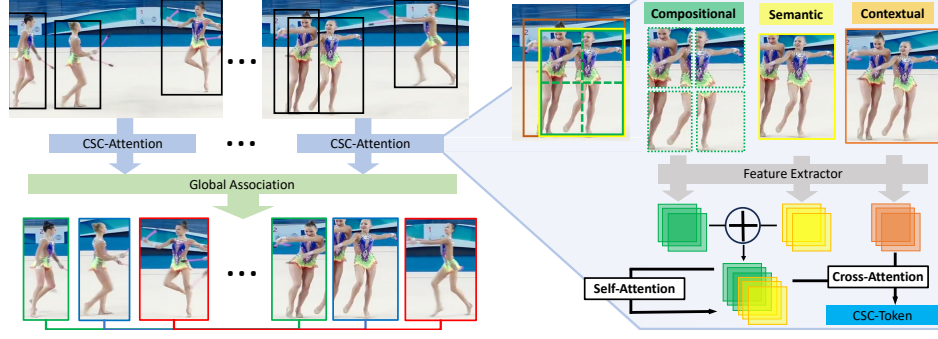 CSC-Attention
CSC-Attention
Global Association
Compositional
Semantic
Contextual
Feature Extractor
Self-Attention
Cross-Attention
CSC-Token